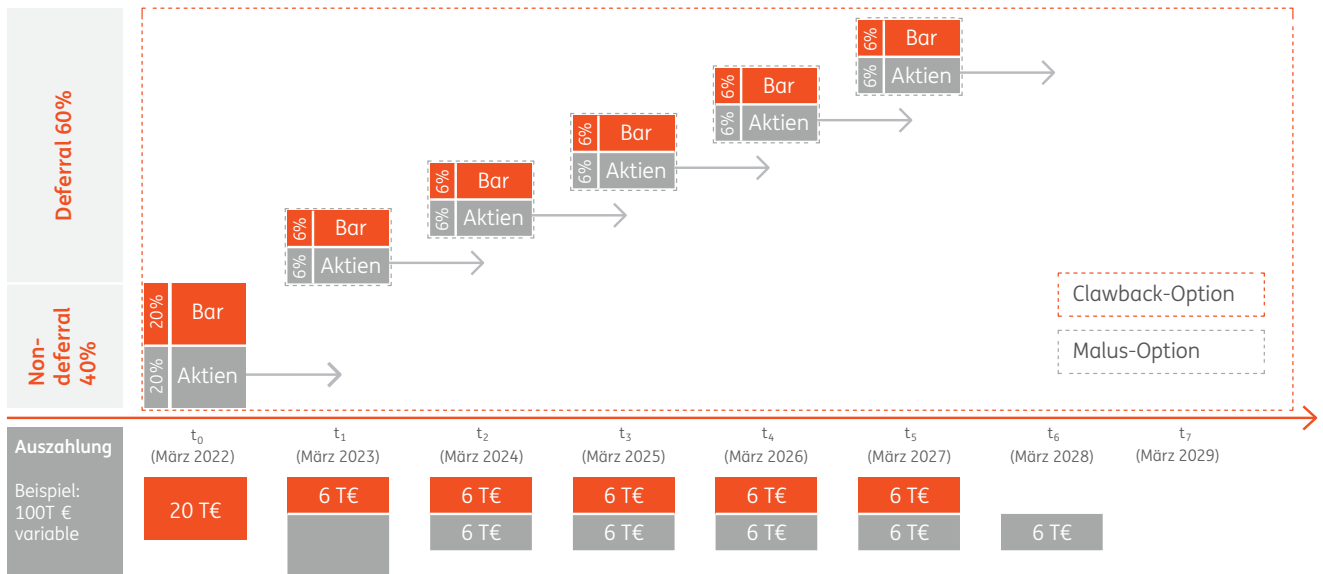 Deferral 60%
Non-
deferral
40%
6% Bar
6% Aktien
6% Bar
6% Aktien
6% Bar
6% Aktien
6% Bar
6% Aktien
6% Bar
6% Aktien
20% Bar
20% Aktien
Clawback-Option
Malus-Option
t0 t1 t2 t3 t4 t5 t6 t7
(März 2022) (März 2023) (März 2024) (März 2025) (März 2026) (März 2027) (März 2028) (März 2029)
Auszahlung
Beispiel:
100T €
variable
20 T€ 6 T€ 6 T€ 6 T€ 6 T€ 6 T€
6 T€ 6 T€ 6 T€ 6 T€ 6 T€